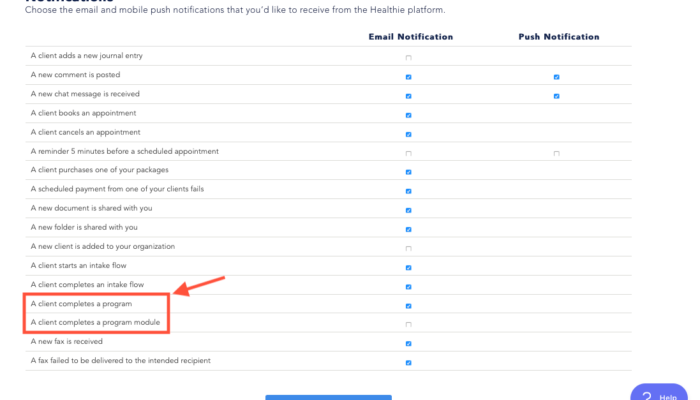 Notifications
Choose the email and mobile push notifications that you'd like to receive from the Healthie platform.
Email Notification Push Notification
A client adds a new journal entry
A new comment is posted
A new chat message is received
A client books an appointment
A client cancels an appointment
A reminder 5 minutes before a scheduled appointment
A client purchases one of your packages
A scheduled payment from one of your clients fails
A new document is shared with you
A new folder is shared with you
A new client is added to your organization
A client starts an intake flow
A client completes an intake flow
A client completes a program
A client completes a program module
A new fax is received
A fax failed to be delivered to the intended recipient
? Help